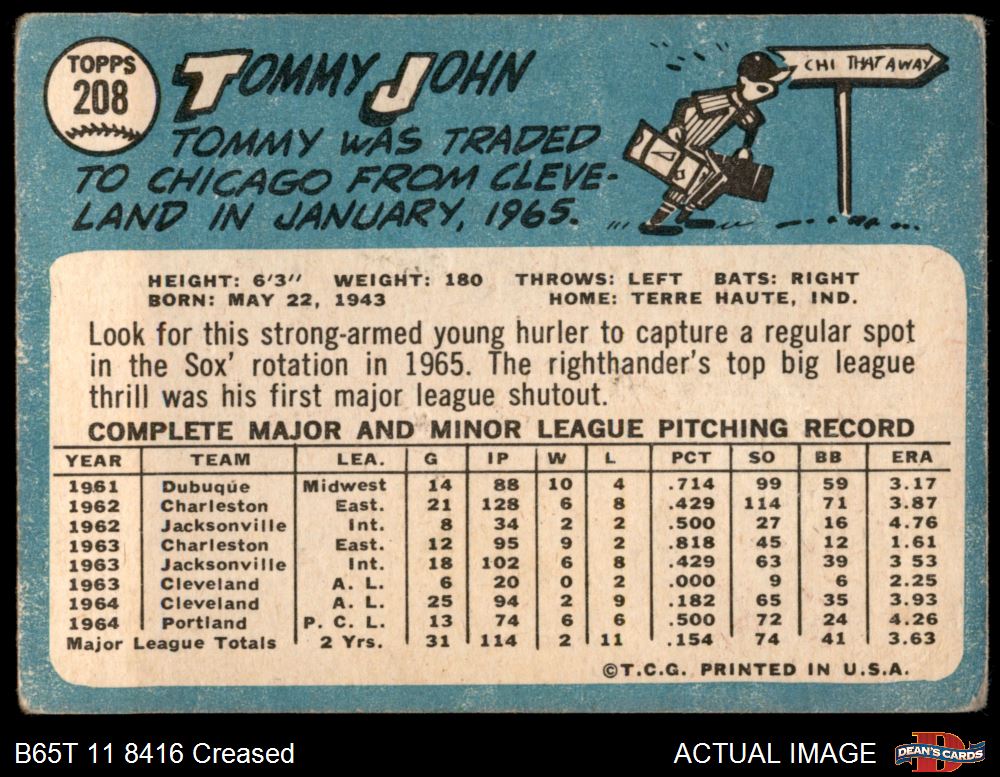 TOPPS
208
TOMMY JOHN
CHI THATAWAY
TOMMY WAS TRADED
TO CHICAGO FROM CLEVE-
LAND IN JANUARY, 1965.
HEIGHT: 6'3" WEIGHT: 180 THROWS: LEFT BATS: RIGHT
BORN: MAY 22, 1943 HOME: TERRE HAUTE, IND.
Look for this strong-armed young hurler to capture a regular spot
in the Sox' rotation in 1965. The righthander's top big league
thrill was his first major league shutout.
COMPLETE MAJOR AND MINOR LEAGUE PITCHING RECORD
YEAR TEAM LEA. G IP W L PCT SO BB ERA
1961 Dubuque Midwest 14 88 10 4 .714 99 59 3.17
1962 Charleston East. 21 128 6 8 .429 114 71 3.87
1962 Jacksonville Int. 8 34 2 2 .500 27 16 4.76
1963 Charleston East. 12 95 9 2 .818 45 12 1.61
1963 Jacksonville Int. 18 102 6 8 .429 63 39 3 53
1963 Cleveland A. L. 6 20 0 2 .000 9 6 2.25
1964 Cleveland A. L. 25 94 2 9 .182 65 35 3.93
1964 Portland P. C. L. 13 74 6 6 .500 72 24 4.26
Major League Totals 2 Yrs. 31 114 2 11 .154 74 41 3.63
©T.C.G. PRINTED IN U.S.A.
B65T 11 8416 Creased ACTUAL IMAGE DEAN'S CARDS